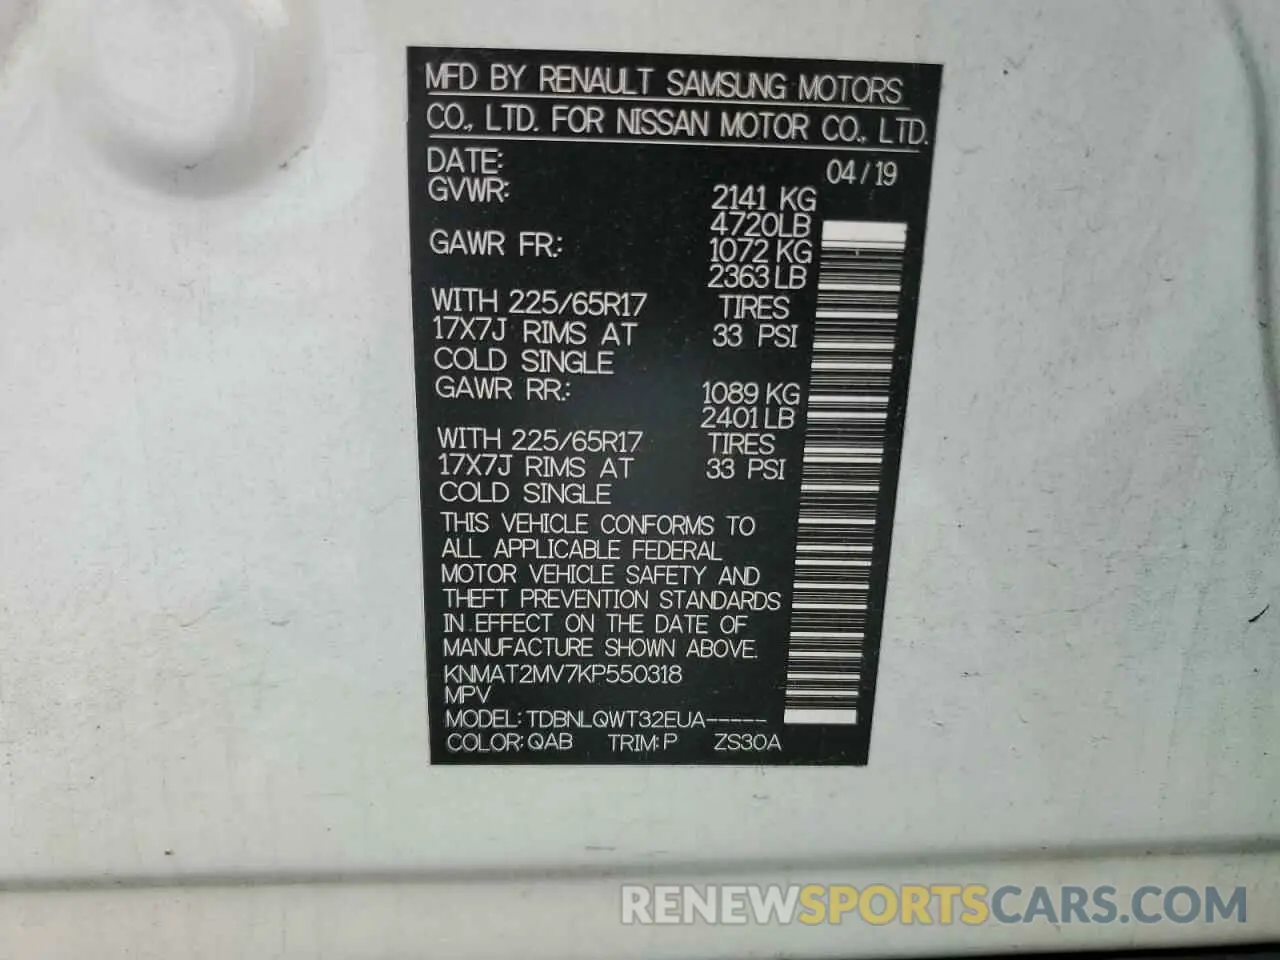 MFD BY RENAULT SAMSUNG MOTORS
CO., LTD. FOR NISSAN MOTOR CO., LTD.
DATE: 04/19
GVWR: 2141 KG
4720LB
GAWR FR.: 1072 KG
2363 LB
WITH 225/65R17 TIRES
17X7J RIMS AT 33 PSI
COLD SINGLE
GAWR RR.: 1089 KG
2401 LB
WITH 225/65R17 TIRES
17X7J RIMS AT 33 PSI
COLD SINGLE
THIS VEHICLE CONFORMS TO
ALL APPLICABLE FEDERAL
MOTOR VEHICLE SAFETY AND
THEFT PREVENTION STANDARDS
IN EFFECT ON THE DATE OF
MANUFACTURE SHOWN ABOVE.
KNMAT2MV7KP550318
MPV
MODEL: TDBNLQWT32EUA-----
COLOR: QAB TRIM: P ZS30A
RENEWSPORTSCARS.COM